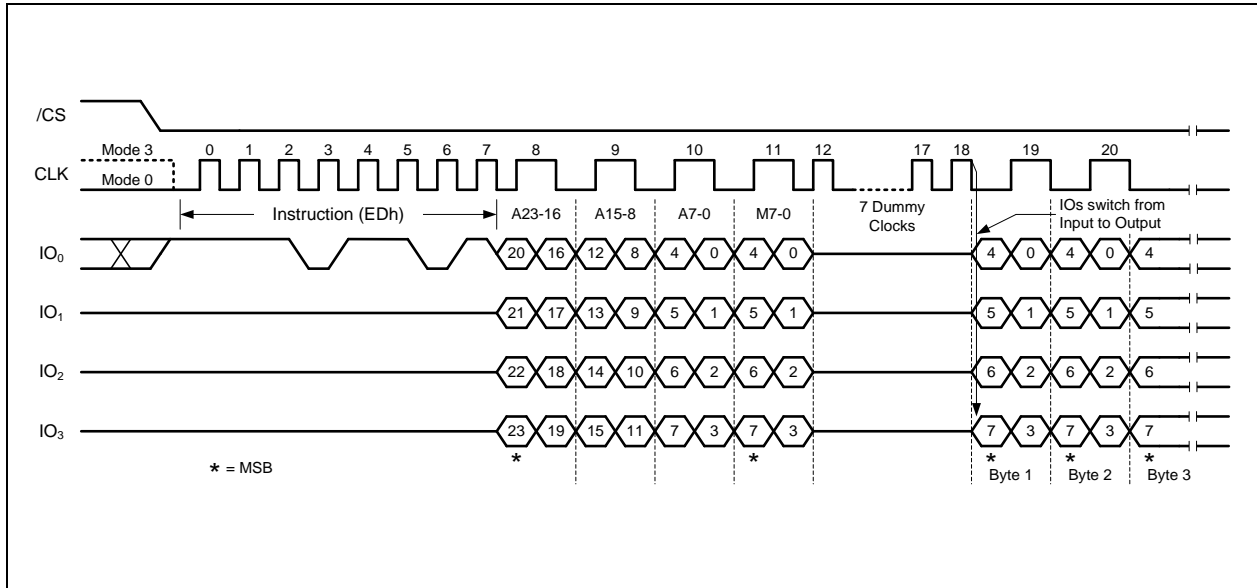 /CS
Mode 3 0 1 2 3 4 5 6 7 8 9 10 11 12 17 18 19 20
CLK
Mode 0
Instruction (EDh) A23-16 A15-8 A7-0 M7-0 7 Dummy Clocks IOs switch from Input to Output
IO0 20 16 12 8 4 0 4 0 4 0 4 0 4
IO1 21 17 13 9 5 1 5 1 5 1 5 1 5
IO2 22 18 14 10 6 2 6 2 6 2 6 2 6
IO3 23 19 15 11 7 3 7 3 7 3 7 3 7
* * * * *
* = MSB
Byte 1 Byte 2 Byte 3